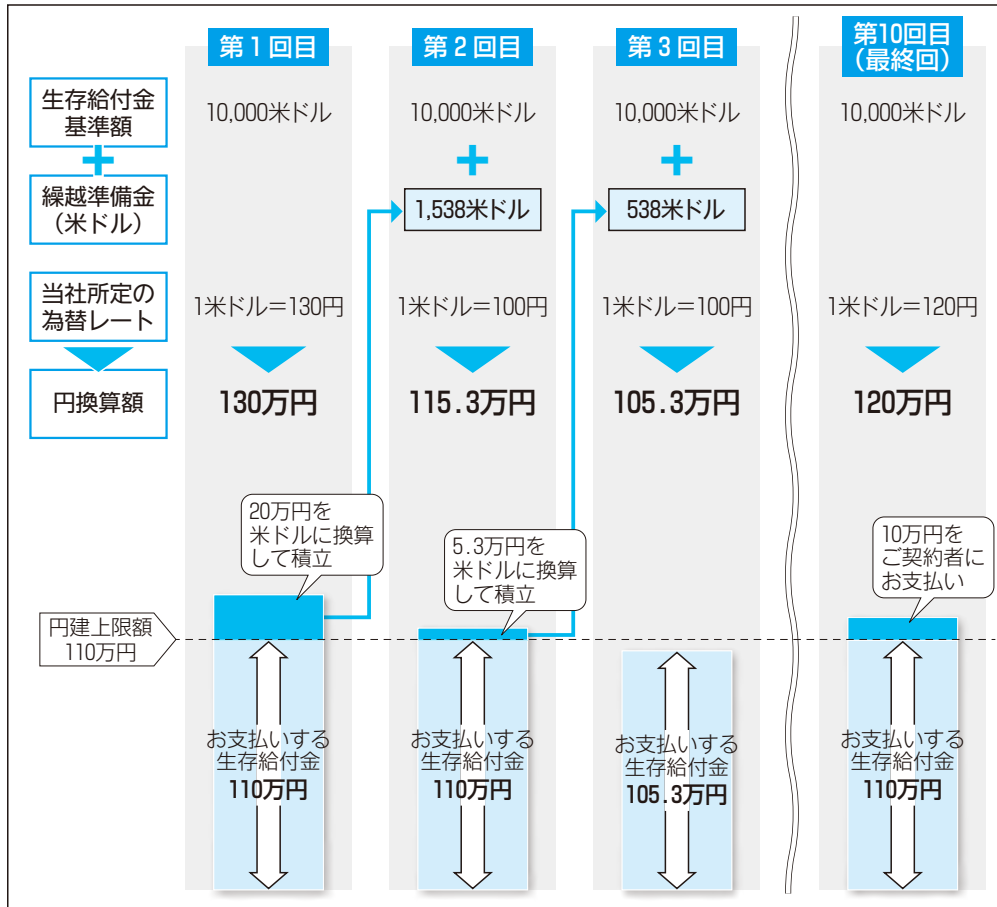 第1回目
第2回目
第3回目
第10回目
(最終回)
生存給付金
基準額
10,000米ドル
10,000米ドル
10,000米ドル
10,000米ドル
+
+
+
繰越準備金
(米ドル)
1,538米ドル
538米ドル
当社所定の
為替レート
1米ドル=130円
1米ドル=100円
1米ドル=100円
1米ドル=120円
円換算額
130万円
115.3万円
105.3万円
120万円
20万円を
米ドルに換算
して積立
5.3万円を
米ドルに換算
して積立
10万円を
ご契約者に
お支払い
円建上限額
110万円
お支払いする
生存給付金
110万円
お支払いする
生存給付金
110万円
お支払いする
生存給付金
105.3万円
お支払いする
生存給付金
110万円